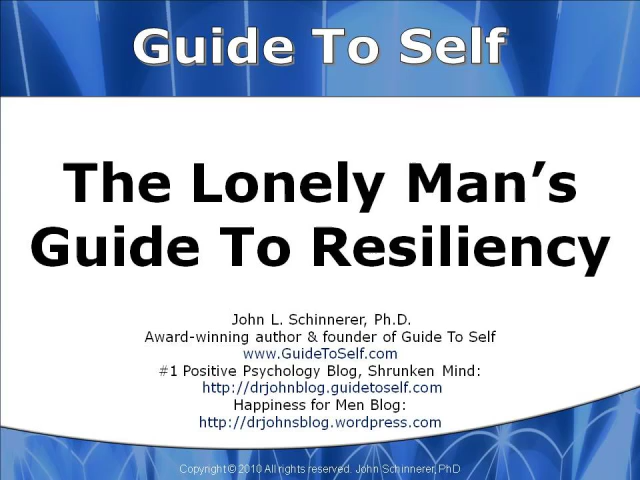 Guide To Self
The Lonely Man’s
Guide To Resiliency
John L. Schinnerer, Ph.D.
Award-winning author & founder of Guide To Self
www.GuideToSelf.com
#1 Positive Psychology Blog, Shrunken Mind:
http://drjohnblog.guidetoself.com
Happiness for Men Blog:
http://drjohnsblog.wordpress.com
Copyright © 2010 All rights reserved. John Schinnerer, PhD